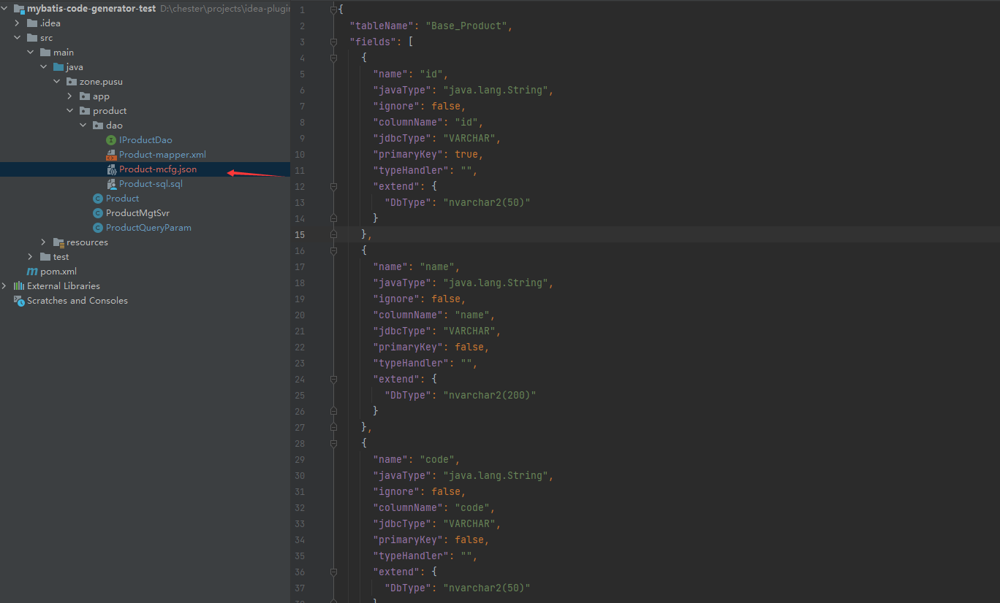 mybatis-code-generator-test D:\chester\projects\idea-plugin
.idea
src
main
java
zone.pusu
app
product
dao
IProductDao
Product-mapper.xml
Product-mcfg.json
Product-sql.sql
Product
ProductMgtSvr
ProductQueryParam
resources
test
pom.xml
External Libraries
Scratches and Consoles
1 {
2 "tableName": "Base_Product",
3 "fields": [
4 {
5 "name": "id",
6 "javaType": "java.lang.String",
7 "ignore": false,
8 "columnName": "id",
9 "jdbcType": "VARCHAR",
10 "primaryKey": true,
11 "typeHandler": "",
12 "extend": {
13 "DbType": "nvarchar2(50)"
14 }
15 },
16 {
17 "name": "name",
18 "javaType": "java.lang.String",
19 "ignore": false,
20 "columnName": "name",
21 "jdbcType": "VARCHAR",
22 "primaryKey": false,
23 "typeHandler": "",
24 "extend": {
25 "DbType": "nvarchar2(200)"
26 }
27 },
28 {
29 "name": "code",
30 "javaType": "java.lang.String",
31 "ignore": false,
32 "columnName": "code",
33 "jdbcType": "VARCHAR",
34 "primaryKey": false,
35 "typeHandler": "",
36 "extend": {
37 "DbType": "nvarchar2(50)"